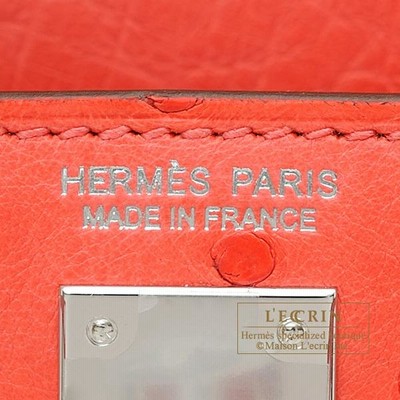 HERMÈS PARIS
MADE IN FRANCE
L'ECRIN
Hermès specialized boutique
©Maison L'ecrin